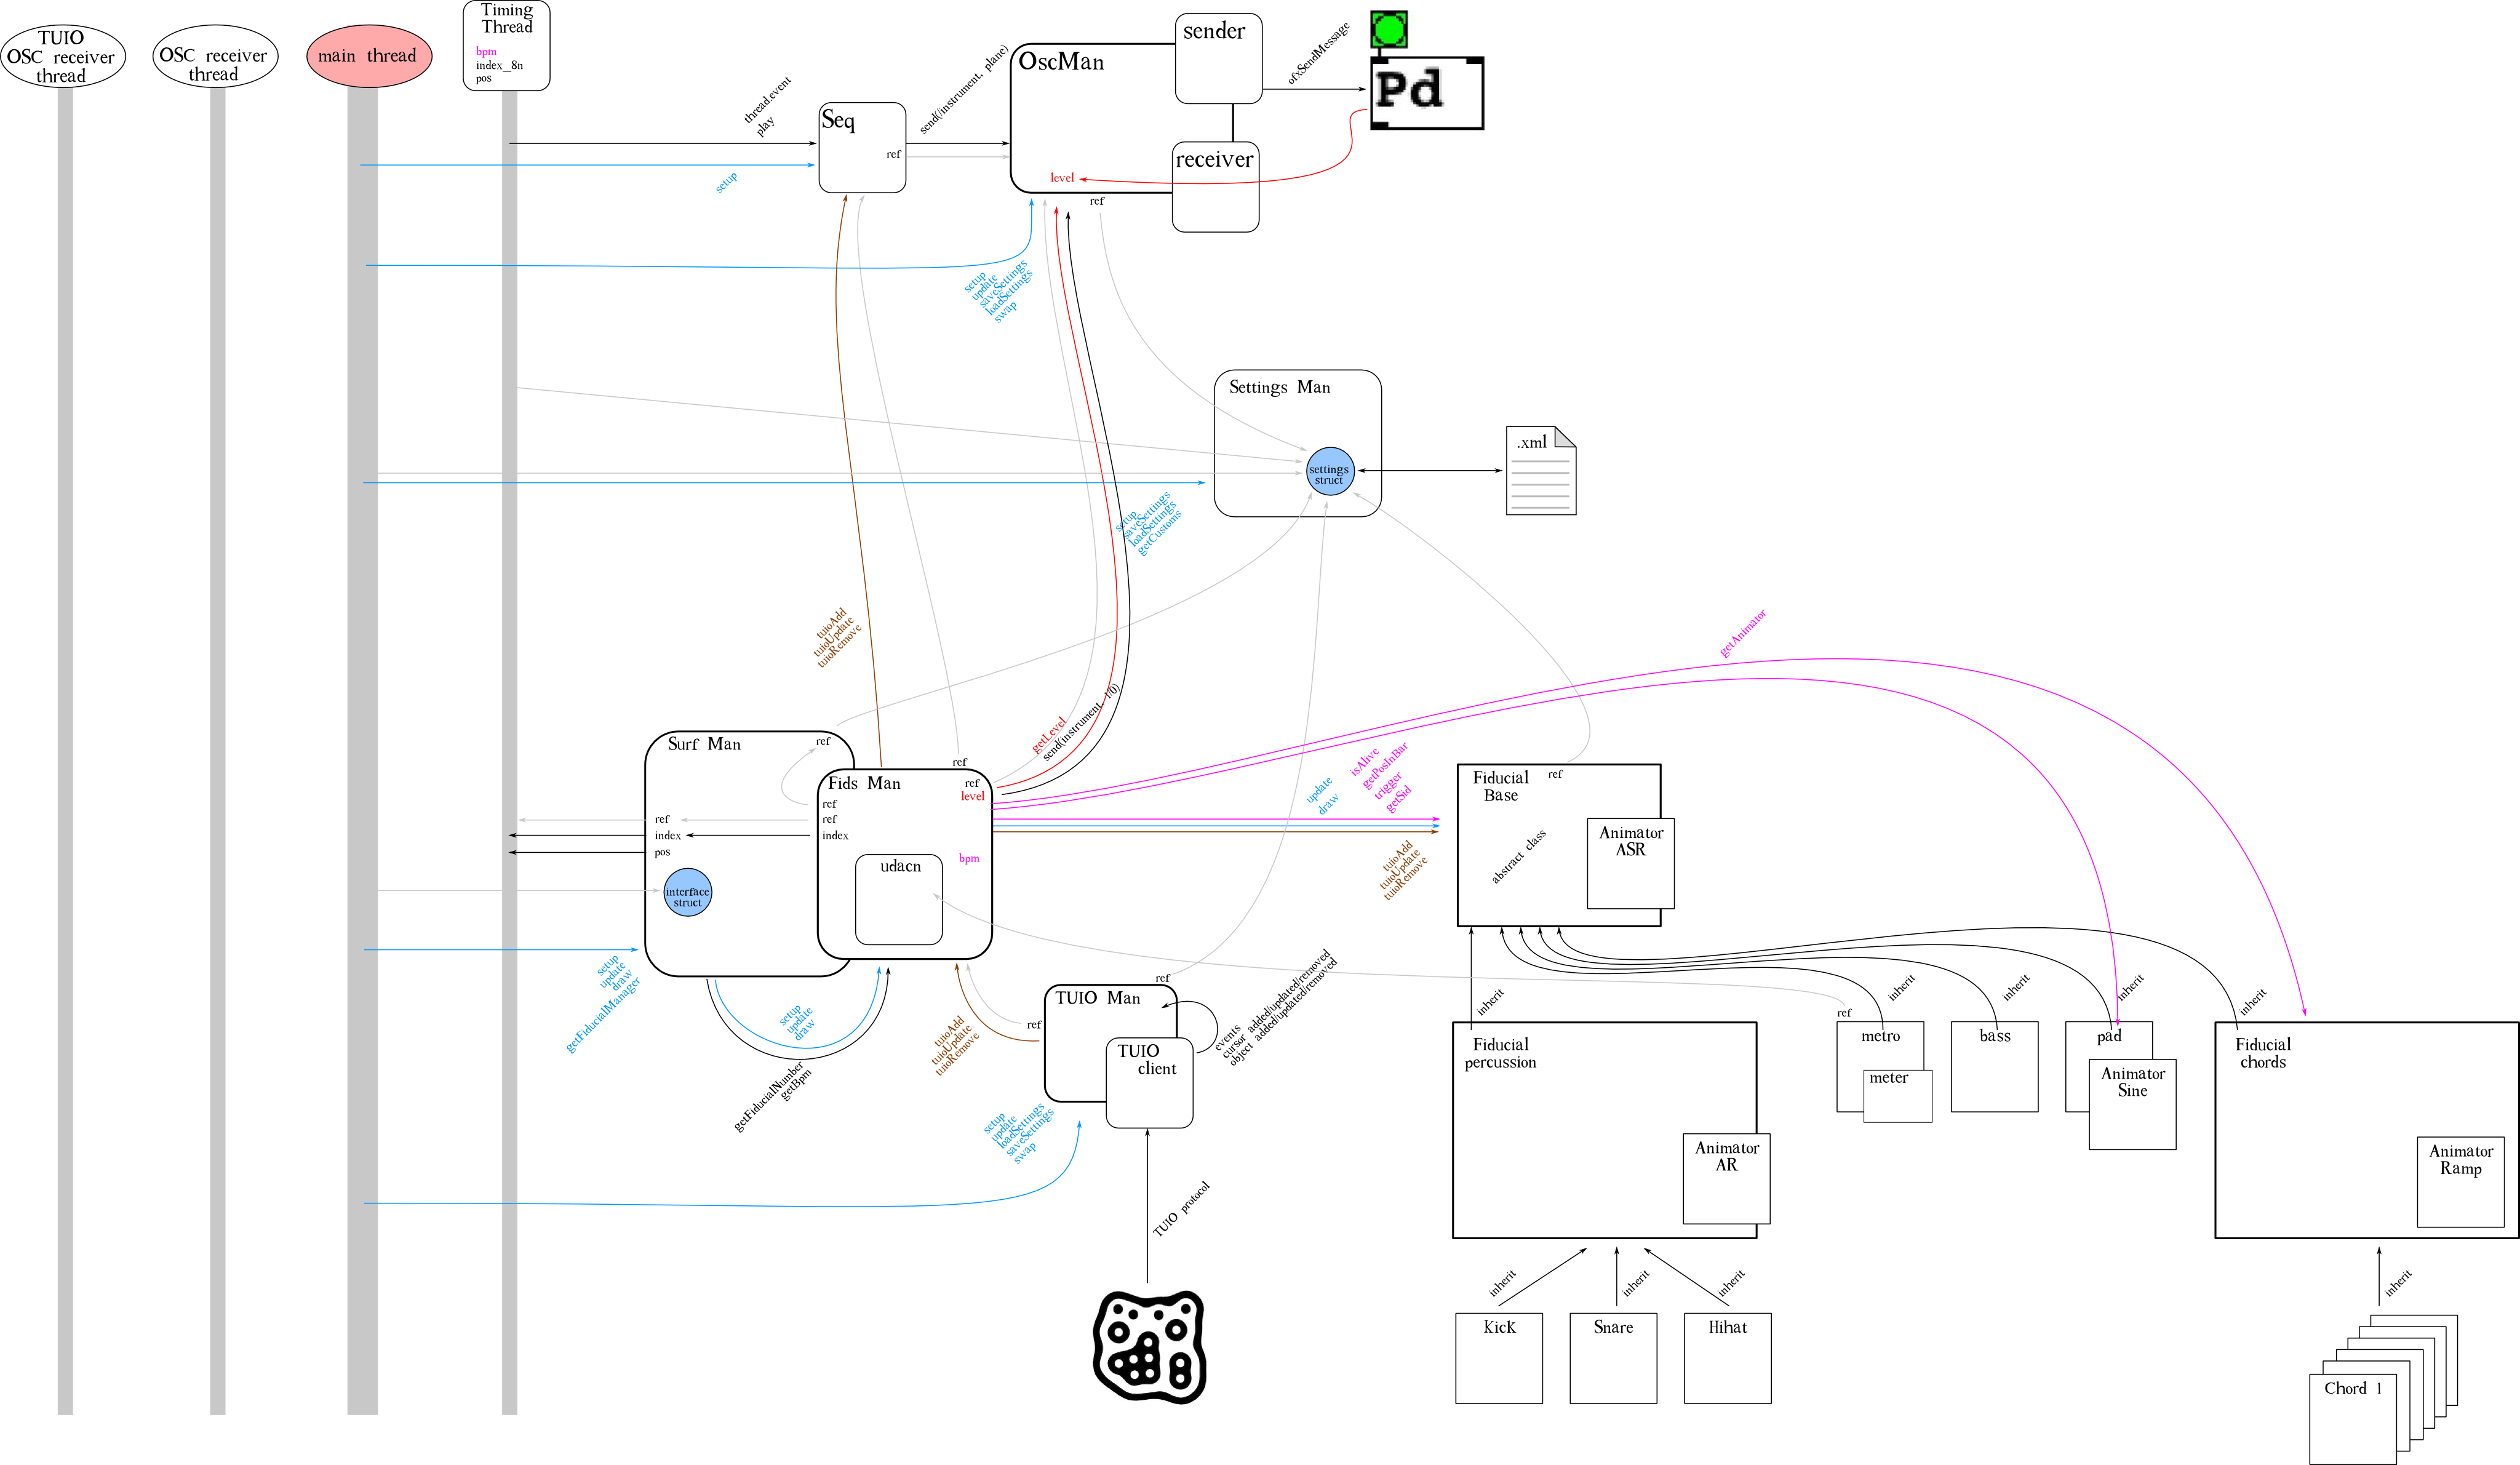 TUIO
OSC receiver
thread
OSC receiver
thread
main thread
Timing
Thread
bpm
index_8n
pos
thread.event
play
setup
Seq
ref
send(/instrument, plane)
OscMan
level
sender
receiver
ref
ofxSendMessage
Pd
setup
update
saveSettings
loadSettings
swap
Settings Man
settings
struct
.xml
setup
saveSettings
loadSettings
getCustoms
tuioAdd
tuioUpdate
tuioRemove
getLevel
send(instrument, 1/0)
getAnimator
Surf Man
ref
ref
index
pos
interface
struct
Fids Man
ref
ref
level
ref
ref
index
bpm
udacn
update
draw
isAlive
getPosInBar
trigger
getSid
tuioAdd
tuioUpdate
tuioRemove
Fiducial
Base
ref
abstract class
Animator
ASR
setup
update
draw
getFiducialManager
setup
update
draw
getFiducialNumber
getBpm
tuioAdd
tuioUpdate
tuioRemove
ref
ref
TUIO Man
TUIO
client
events
cursor added/updated/removed
object added/updated/removed
setup
update
loadSettings
saveSettings
swap
TUIO protocol
inherit
inherit
inherit
inherit
inherit
Fiducial
percussion
Animator
AR
ref
metro
meter
bass
pad
Animator
Sine
Fiducial
chords
Animator
Ramp
inherit
inherit
inherit
inherit
Kick
Snare
Hihat
Chord 1